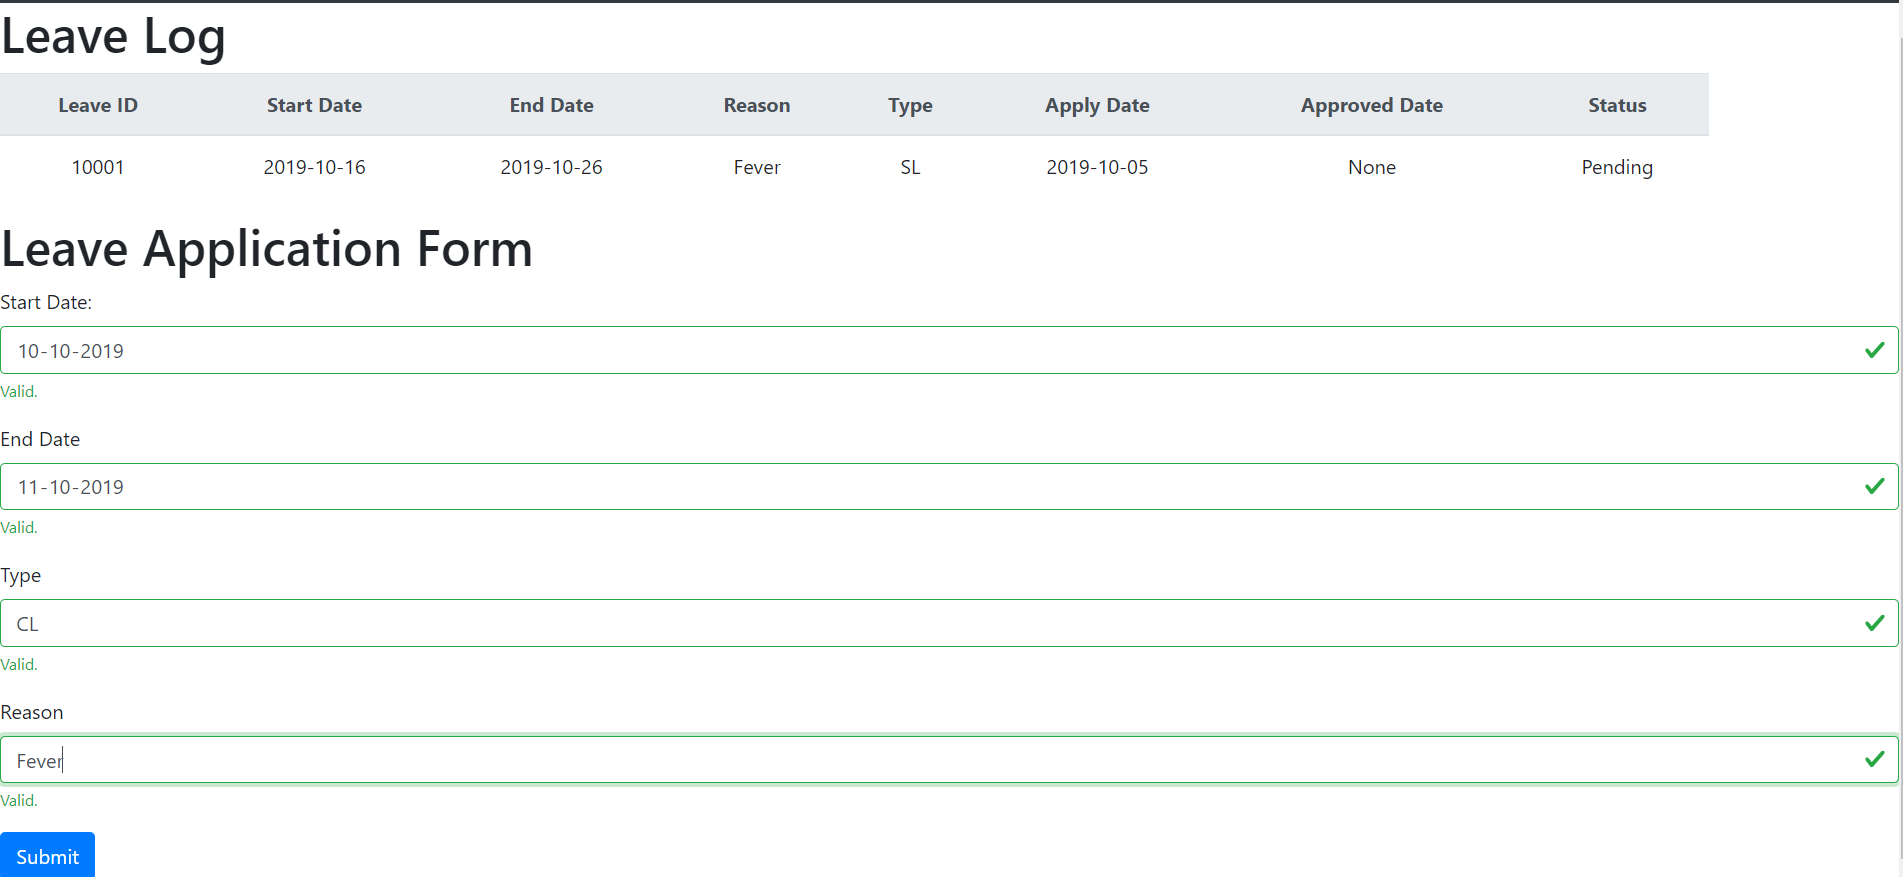 Leave Log
Leave ID Start Date End Date Reason Type Apply Date Approved Date Status
10001 2019-10-16 2019-10-26 Fever SL 2019-10-05 None Pending
Leave Application Form
Start Date:
10-10-2019
Valid.
End Date
11-10-2019
Valid.
Type
CL
Valid.
Reason
Fever
Valid.
Submit